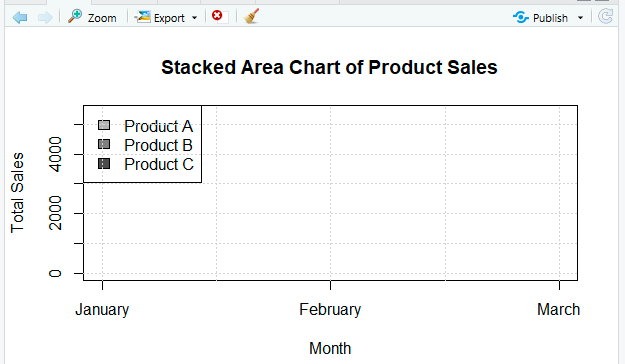 Zoom Export Publish
Stacked Area Chart of Product Sales
Product A
Product B
Product C
Total Sales
4000
2000
0
January February March
Month